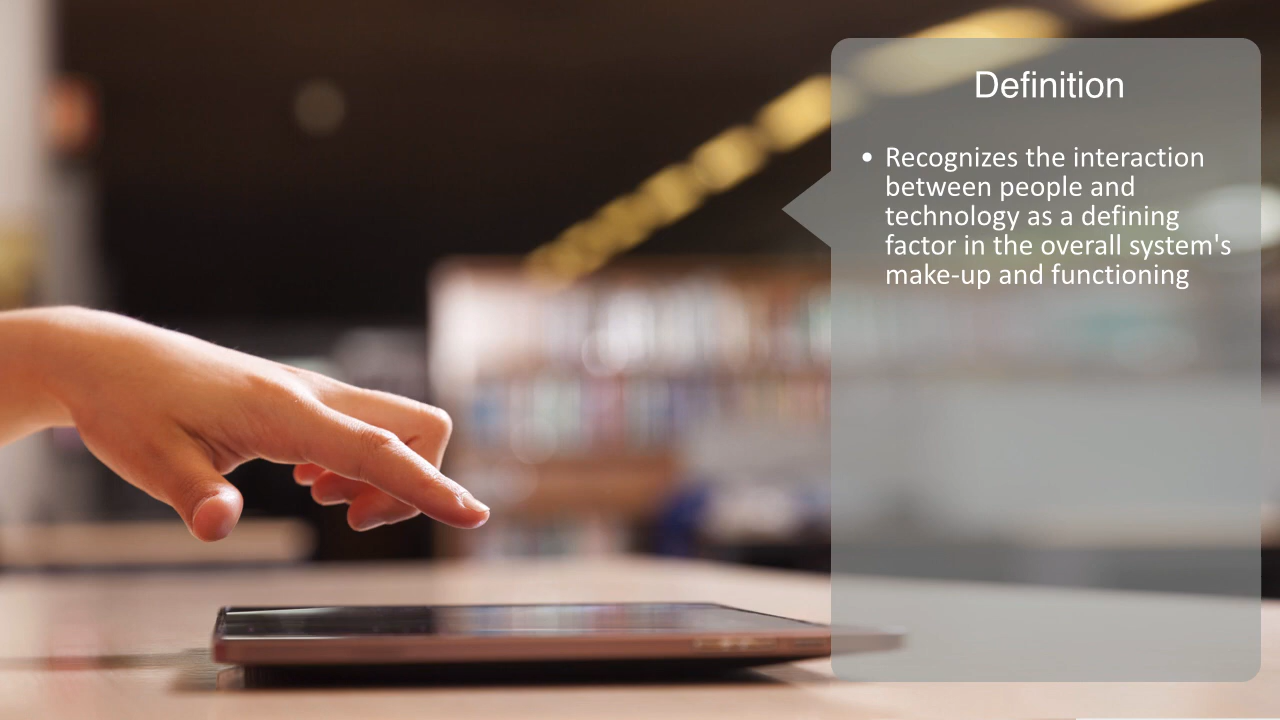 Definition
• Recognizes the interaction
between people and
technology as a defining
factor in the overall system's
make-up and functioning